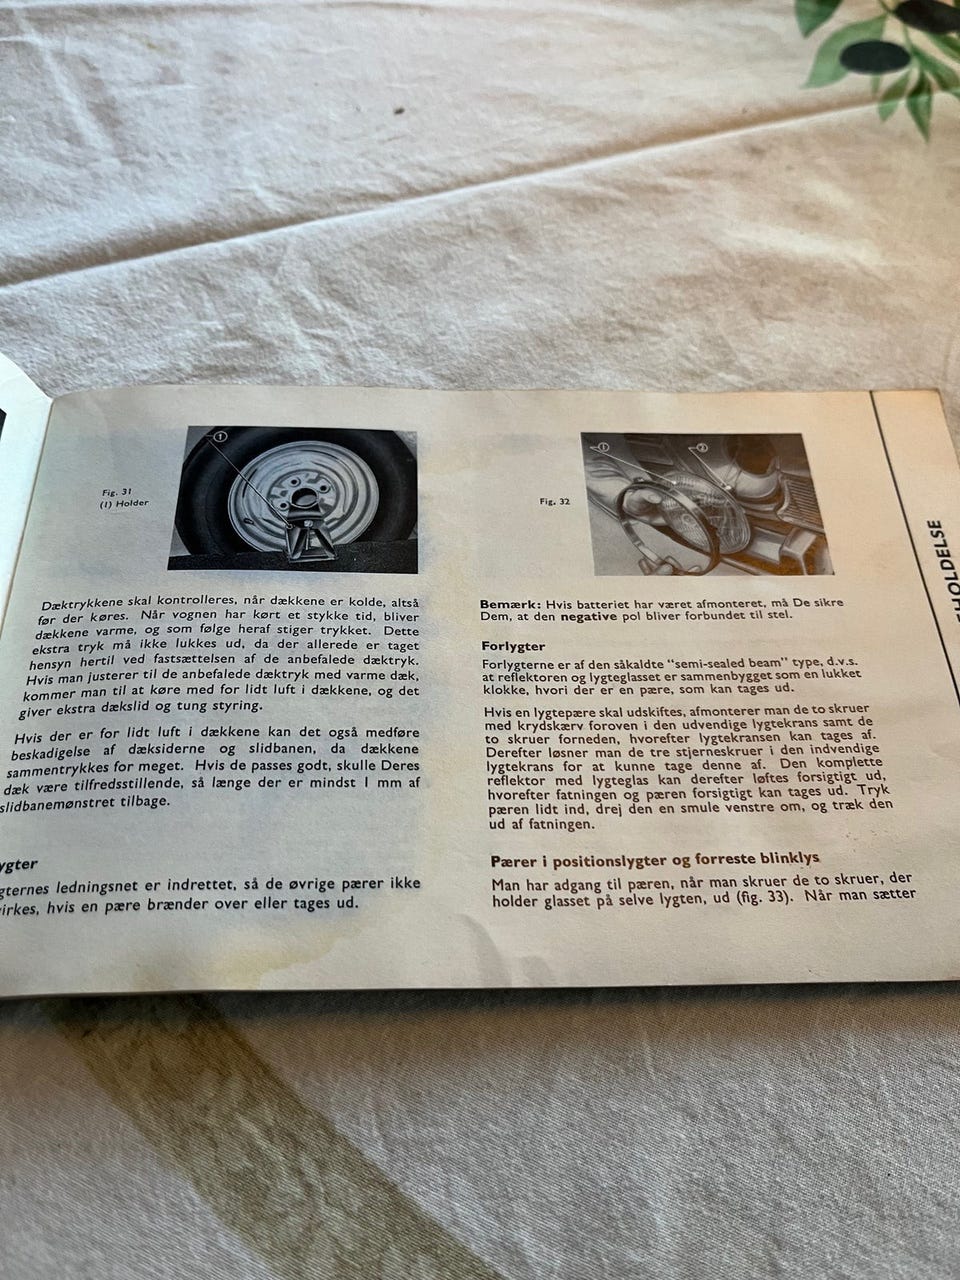 Fig. 31
(1) Holder
1
Dæktrykkene skal kontrolleres, når dækkene er kolde, altså
før der køres. Når vognen har kørt et stykke tid, bliver
dækkene varme, og som følge heraf stiger trykket. Dette
ekstra tryk må ikke lukkes ud, da der allerede er taget
hensyn hertil ved fastsættelsen af de anbefalede dæktryk.
Hvis man justerer til de anbefalede dæktryk med varme dæk,
kommer man til at køre med for lidt luft i dækkene, og det
giver ekstra dækslid og tung styring.
Hvis der er for lidt luft i dækkene kan det også medføre
beskadigelse af dæksiderne og slidbanen, da dækkene
sammentrykkes for meget. Hvis de passes godt, skulle Deres
dæk være tilfredsstillende, så længe der er mindst 1 mm af
slidbanemønstret tilbage.
ygter
gternes ledningsnet er indrettet, så de øvrige pærer ikke
virkes, hvis en pære brænder over eller tages ud.
Fig. 32
1 2
Bemærk: Hvis batteriet har været afmonteret, må De sikre
Dem, at den negative pol bliver forbundet til stel.
Forlygter
Forlygterne er af den såkaldte "semi-sealed beam" type, d.v.s.
at reflektoren og lygteglasset er sammenbygget som en lukket
klokke, hvori der er en pære, som kan tages ud.
Hvis en lygtepære skal udskiftes, afmonterer man de to skruer
med krydskærv foroven i den udvendige lygtekrans samt de
to skruer forneden, hvorefter lygtekransen kan tages af.
Derefter løsner man de tre stjerneskruer i den indvendige
lygtekrans for at kunne tage denne af. Den komplette
reflektor med lygteglas kan derefter løftes forsigtigt ud,
hvorefter fatningen og pæren forsigtigt kan tages ud. Tryk
pæren lidt ind, drej den en smule venstre om, og træk den
ud af fatningen.
Pærer i positionslygter og forreste blinklys
Man har adgang til pæren, når man skruer de to skruer, der
holder glasset på selve lygten, ud (fig. 33). Når man sætter
EHOLDELSE